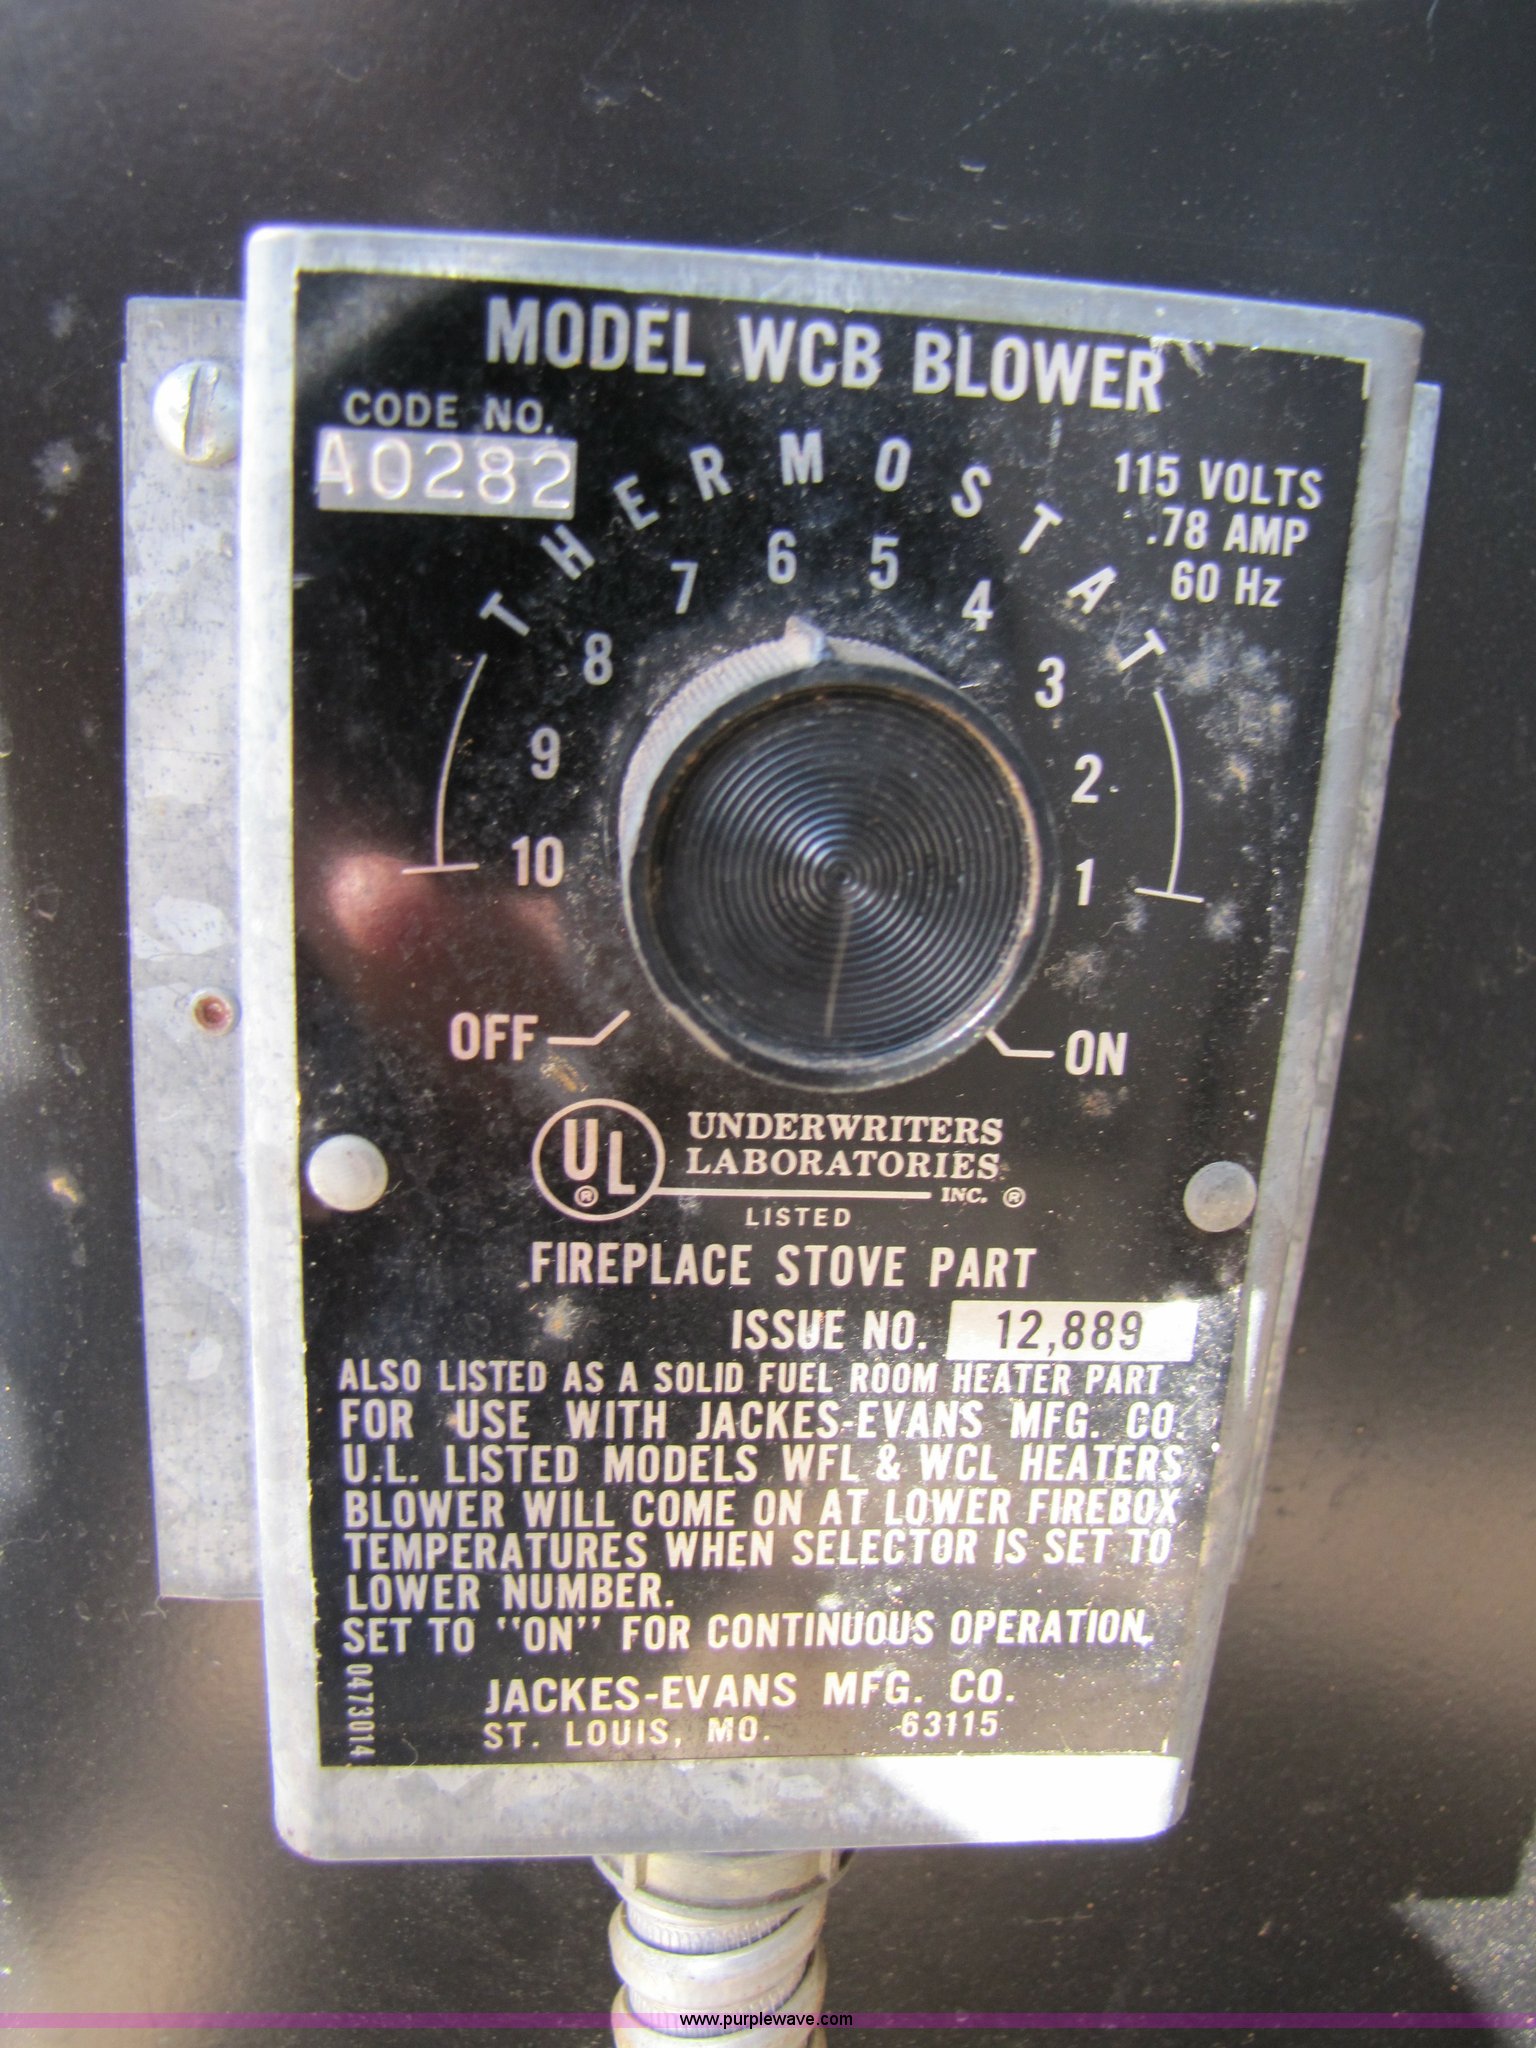 MODEL WCB BLOWER
CODE NO.
A0282
THERMOSTAT
115 VOLTS
.78 AMP
60 Hz
10 9 8 7 6 5 4 3 2 1
OFF
ON
UL ®
UNDERWRITERS
LABORATORIES
INC. ®
LISTED
FIREPLACE STOVE PART
ISSUE NO. 12,889
ALSO LISTED AS A SOLID FUEL ROOM HEATER PART
FOR USE WITH JACKES-EVANS MFG. CO.
U.L. LISTED MODELS WFL & WCL HEATERS
BLOWER WILL COME ON AT LOWER FIREBOX
TEMPERATURES WHEN SELECTOR IS SET TO
LOWER NUMBER.
SET TO "ON" FOR CONTINUOUS OPERATION.
JACKES-EVANS MFG. CO.
ST. LOUIS, MO. 63115
0473014
www.purplewave.com